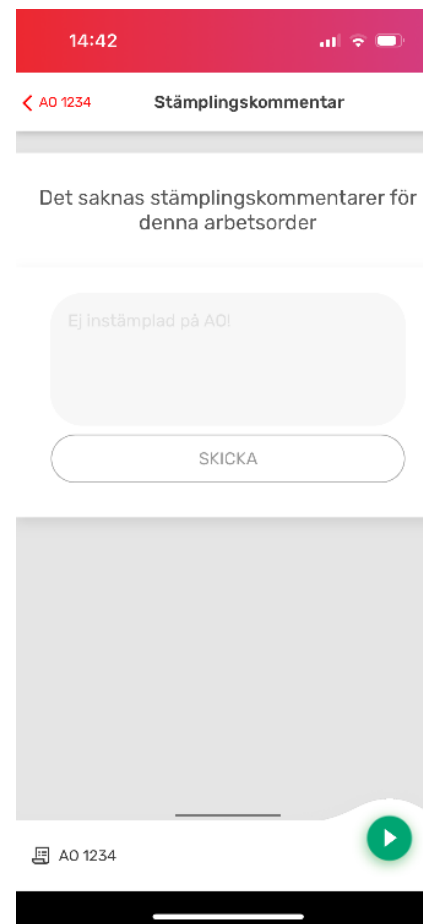 14:42
AO 1234
Stämplingskommentar
Det saknas stämplingskommentarer för
denna arbetsorder
Ej instämplad på AO!
SKICKA
AO 1234